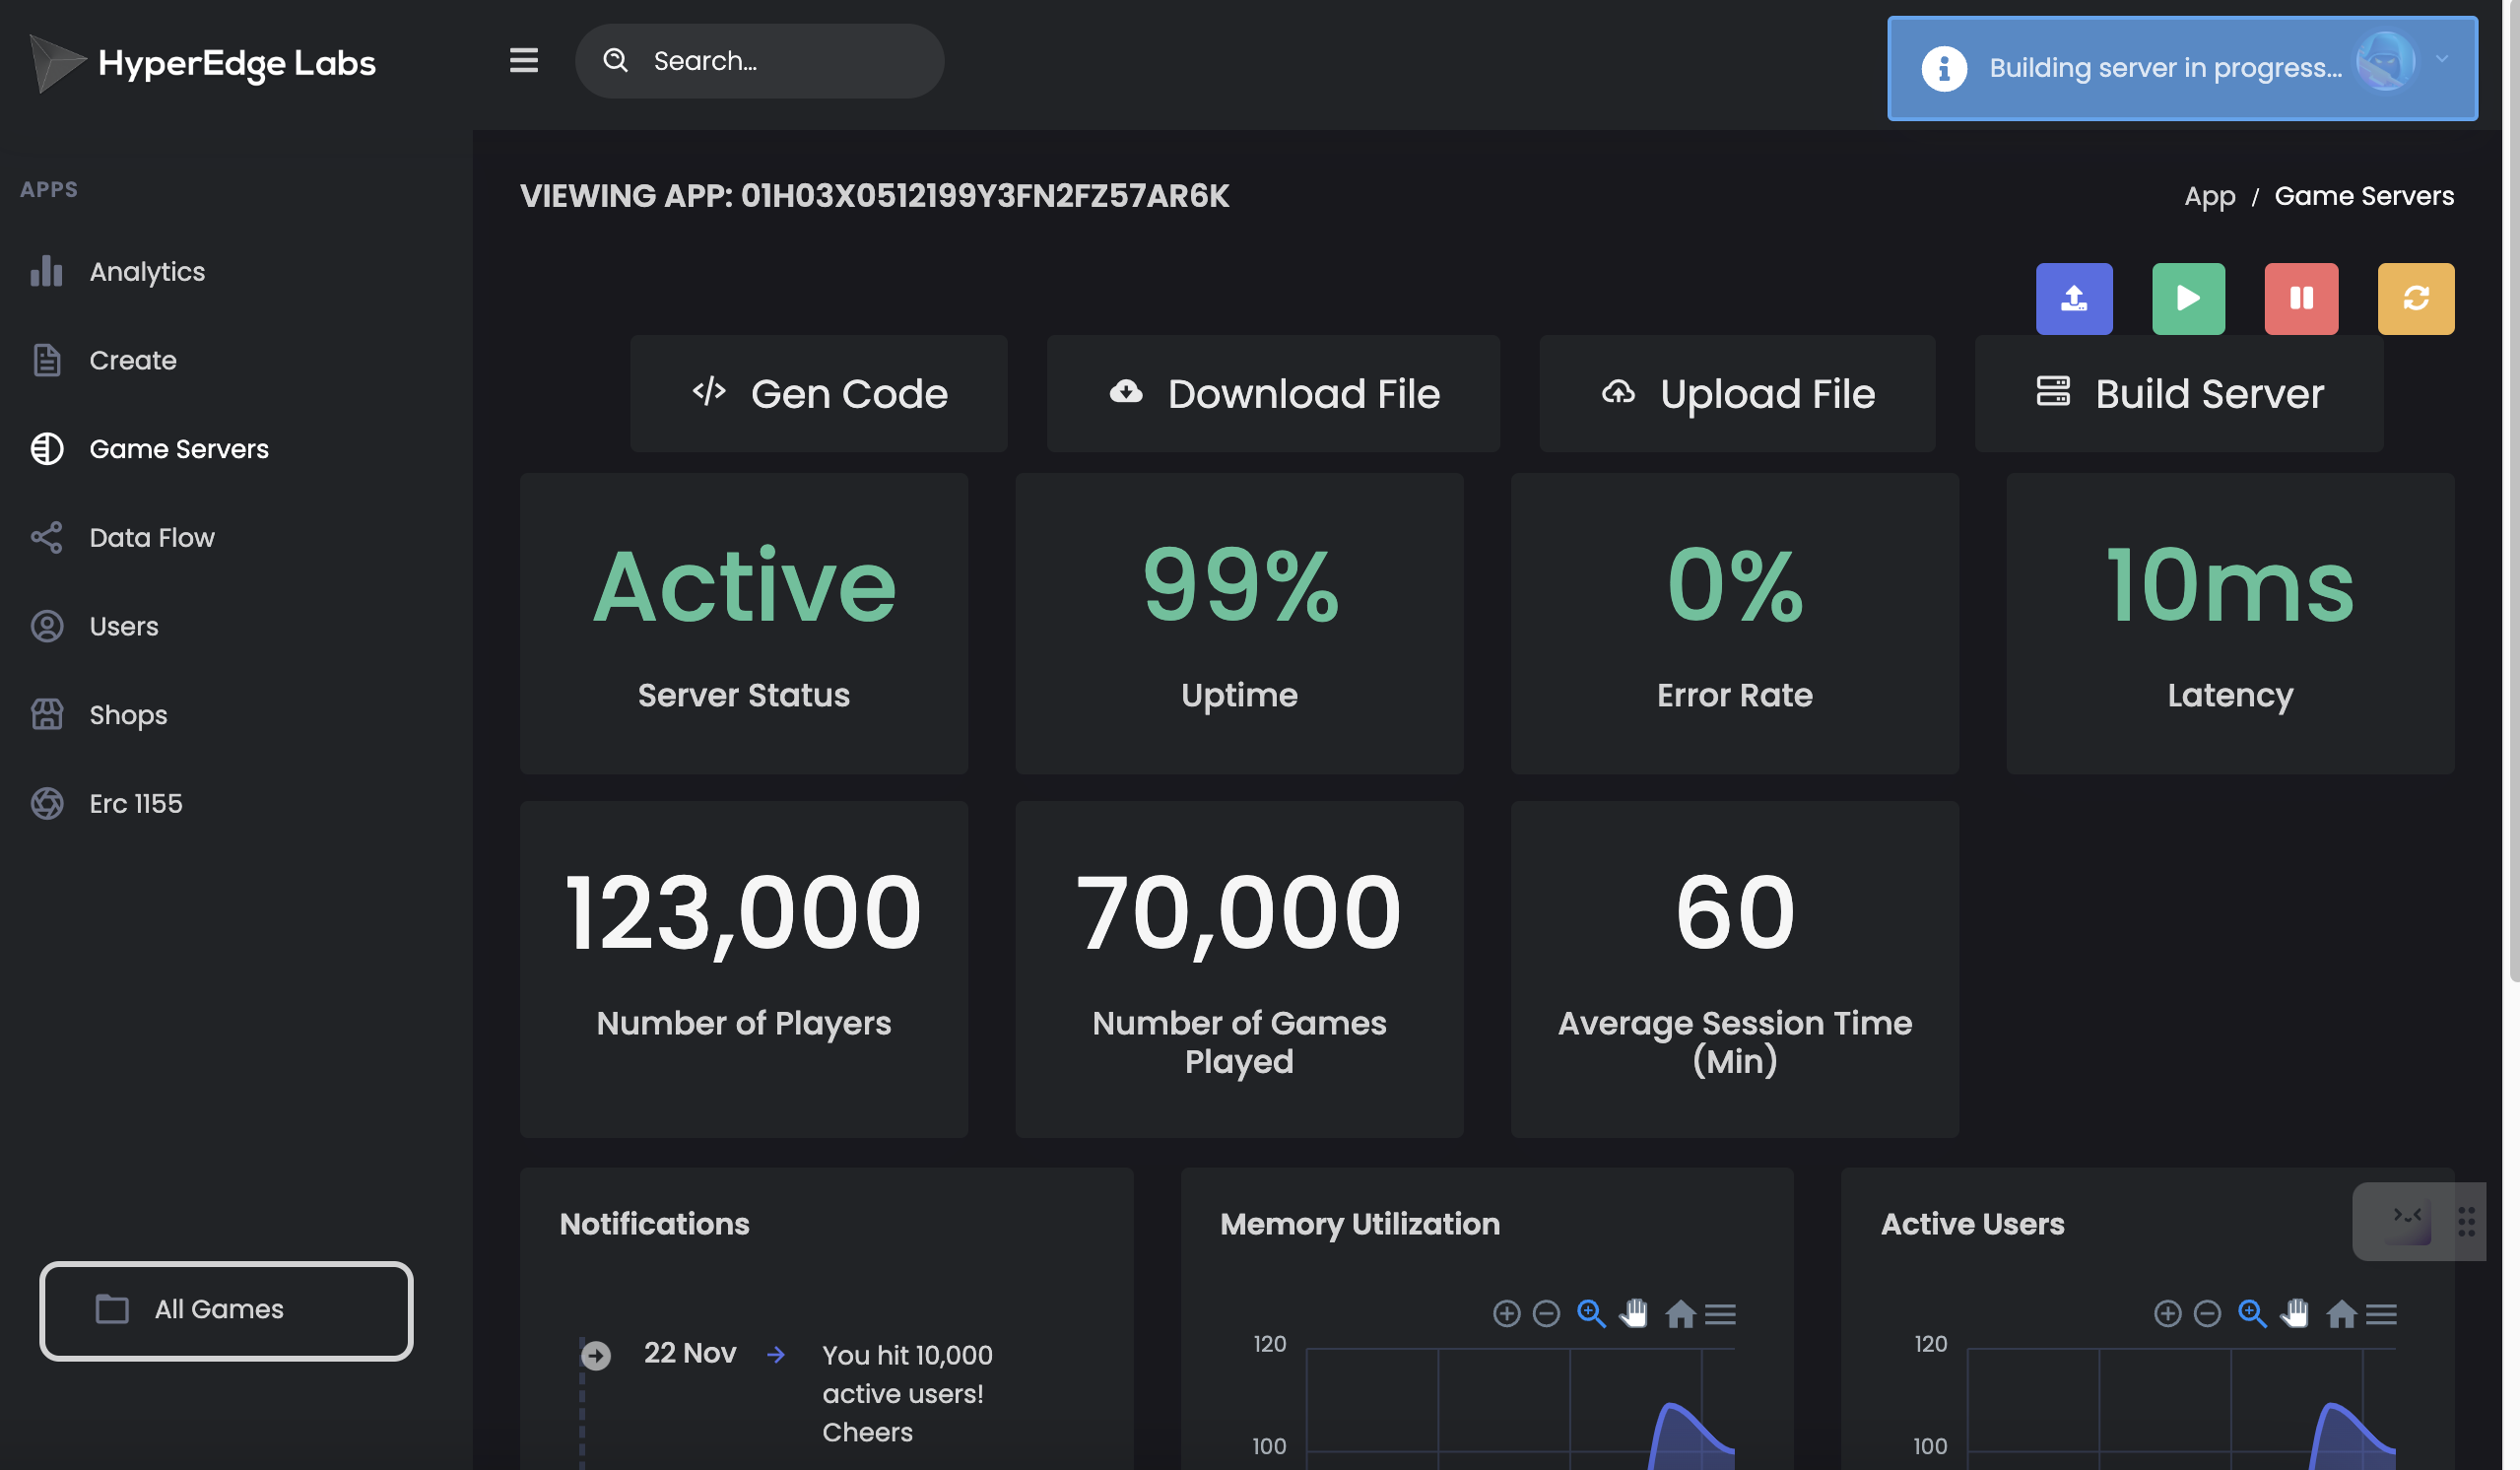 HyperEdge Labs
Search...
Building server in progress...
APPS
Analytics
Create
Game Servers
Data Flow
Users
Shops
Erc 1155
All Games
VIEWING APP: 01H03X0512199Y3FN2FZ57AR6K
App / Game Servers
</> Gen Code
Download File
Upload File
Build Server
Active
Server Status
99%
Uptime
0%
Error Rate
10ms
Latency
123,000
Number of Players
70,000
Number of Games
Played
60
Average Session Time
(Min)
Notifications
22 Nov
You hit 10,000
active users!
Cheers
Memory Utilization
120
100
Active Users
120
100